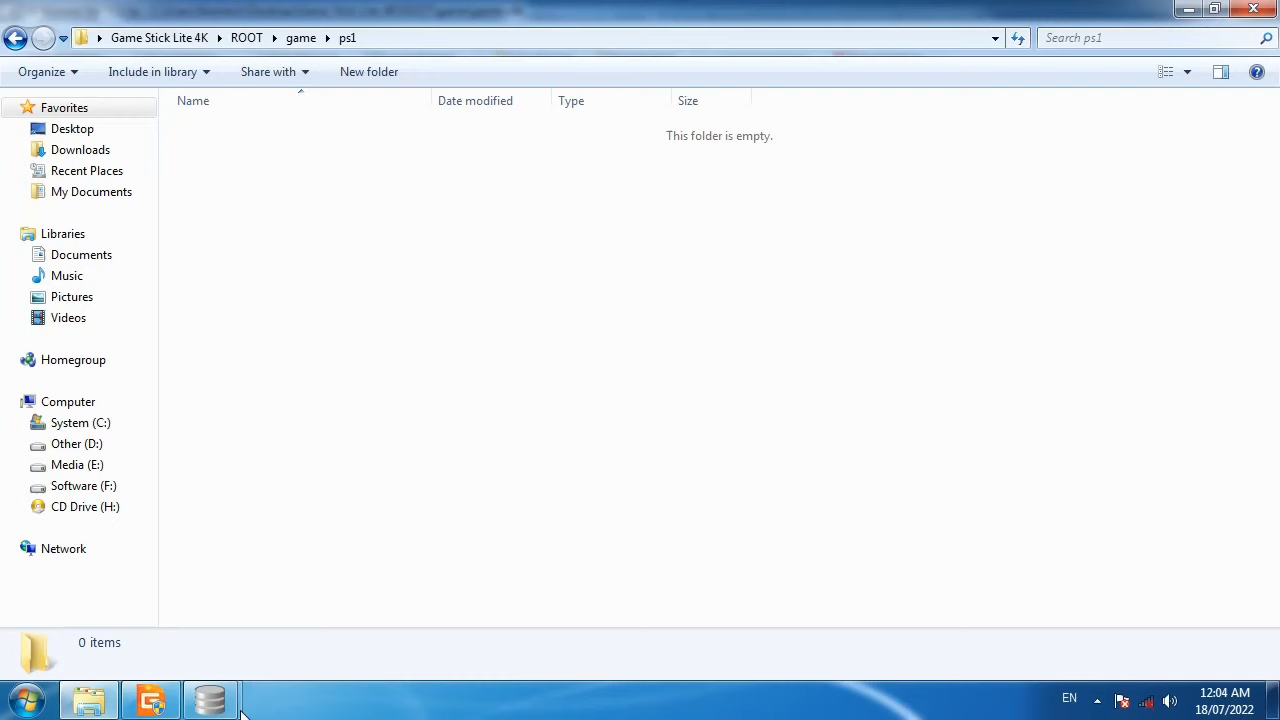 Game Stick Lite 4K ROOT game ps1 Search ps1
Organize Include in library Share with New folder
Name Date modified Type Size
This folder is empty.
Favorites
Desktop
Downloads
Recent Places
My Documents
Libraries
Documents
Music
Pictures
Videos
Homegroup
Computer
System (C:)
Other (D:)
Media (E:)
Software (F:)
CD Drive (H:)
Network
0 items
EN
12:04 AM
18/07/2022